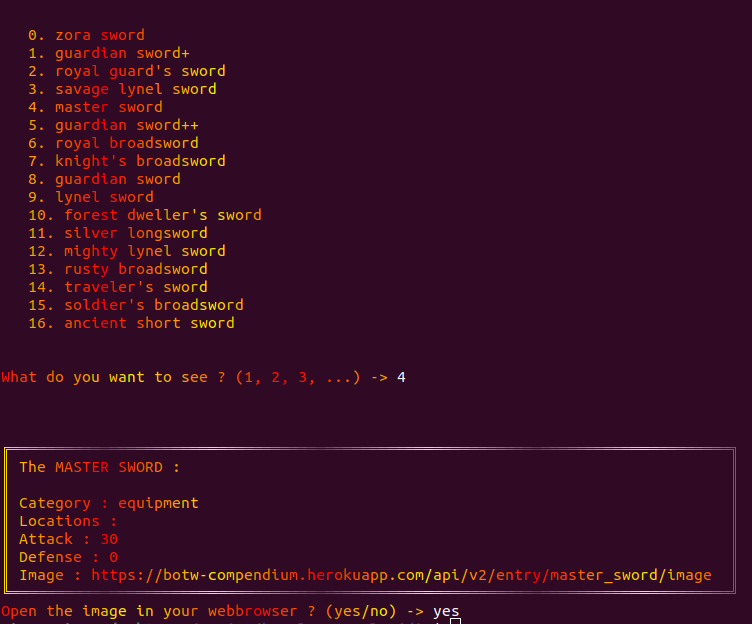 0. zora sword
1. guardian sword+
2. royal guard's sword
3. savage lynel sword
4. master sword
5. guardian sword++
6. royal broadsword
7. knight's broadsword
8. guardian sword
9. lynel sword
10. forest dweller's sword
11. silver longsword
12. mighty lynel sword
13. rusty broadsword
14. traveler's sword
15. soldier's broadsword
16. ancient short sword
What do you want to see ? (1, 2, 3, ...) -> 4
The MASTER SWORD :
Category : equipment
Locations :
Attack : 30
Defense : 0
Image : https://botw-compendium.herokuapp.com/api/v2/entry/master_sword/image
Open the image in your webbrowser ? (yes/no) -> yes